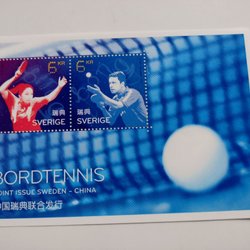 6 KR
瑞典
SVERIGE
6 KR
瑞典
SVERIGE
BORDTENNIS
JOINT ISSUE SWEDEN – CHINA
中国瑞典联合发行